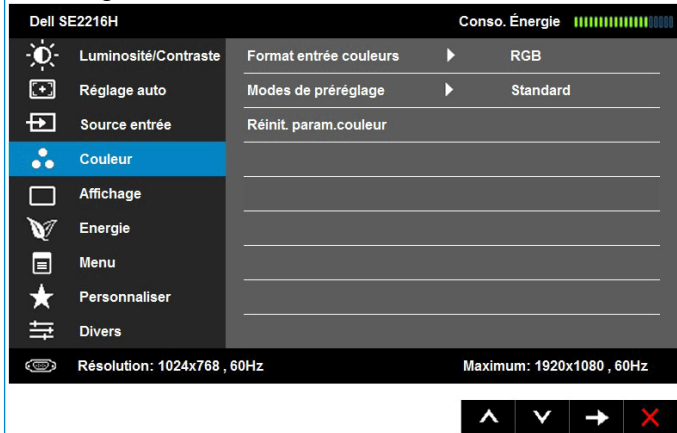 Dell SE2216H Conso. Énergie
Luminosité/Contraste Format entrée couleurs RGB
Réglage auto Modes de préréglage Standard
Source entrée Réinit. param.couleur
Couleur
Affichage
Energie
Menu
Personnaliser
Divers
Résolution: 1024x768 , 60Hz Maximum: 1920x1080 , 60Hz